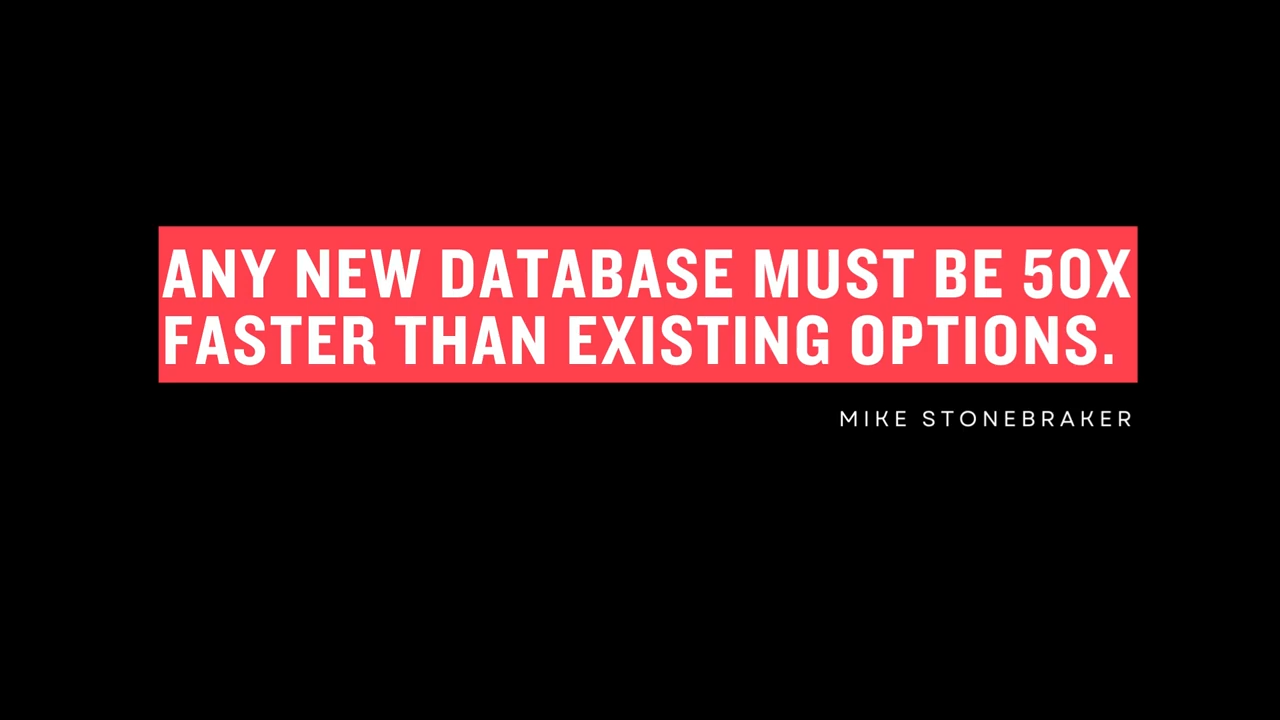 ANY NEW DATABASE MUST BE 50X
FASTER THAN EXISTING OPTIONS.
MIKE STONEBRAKER